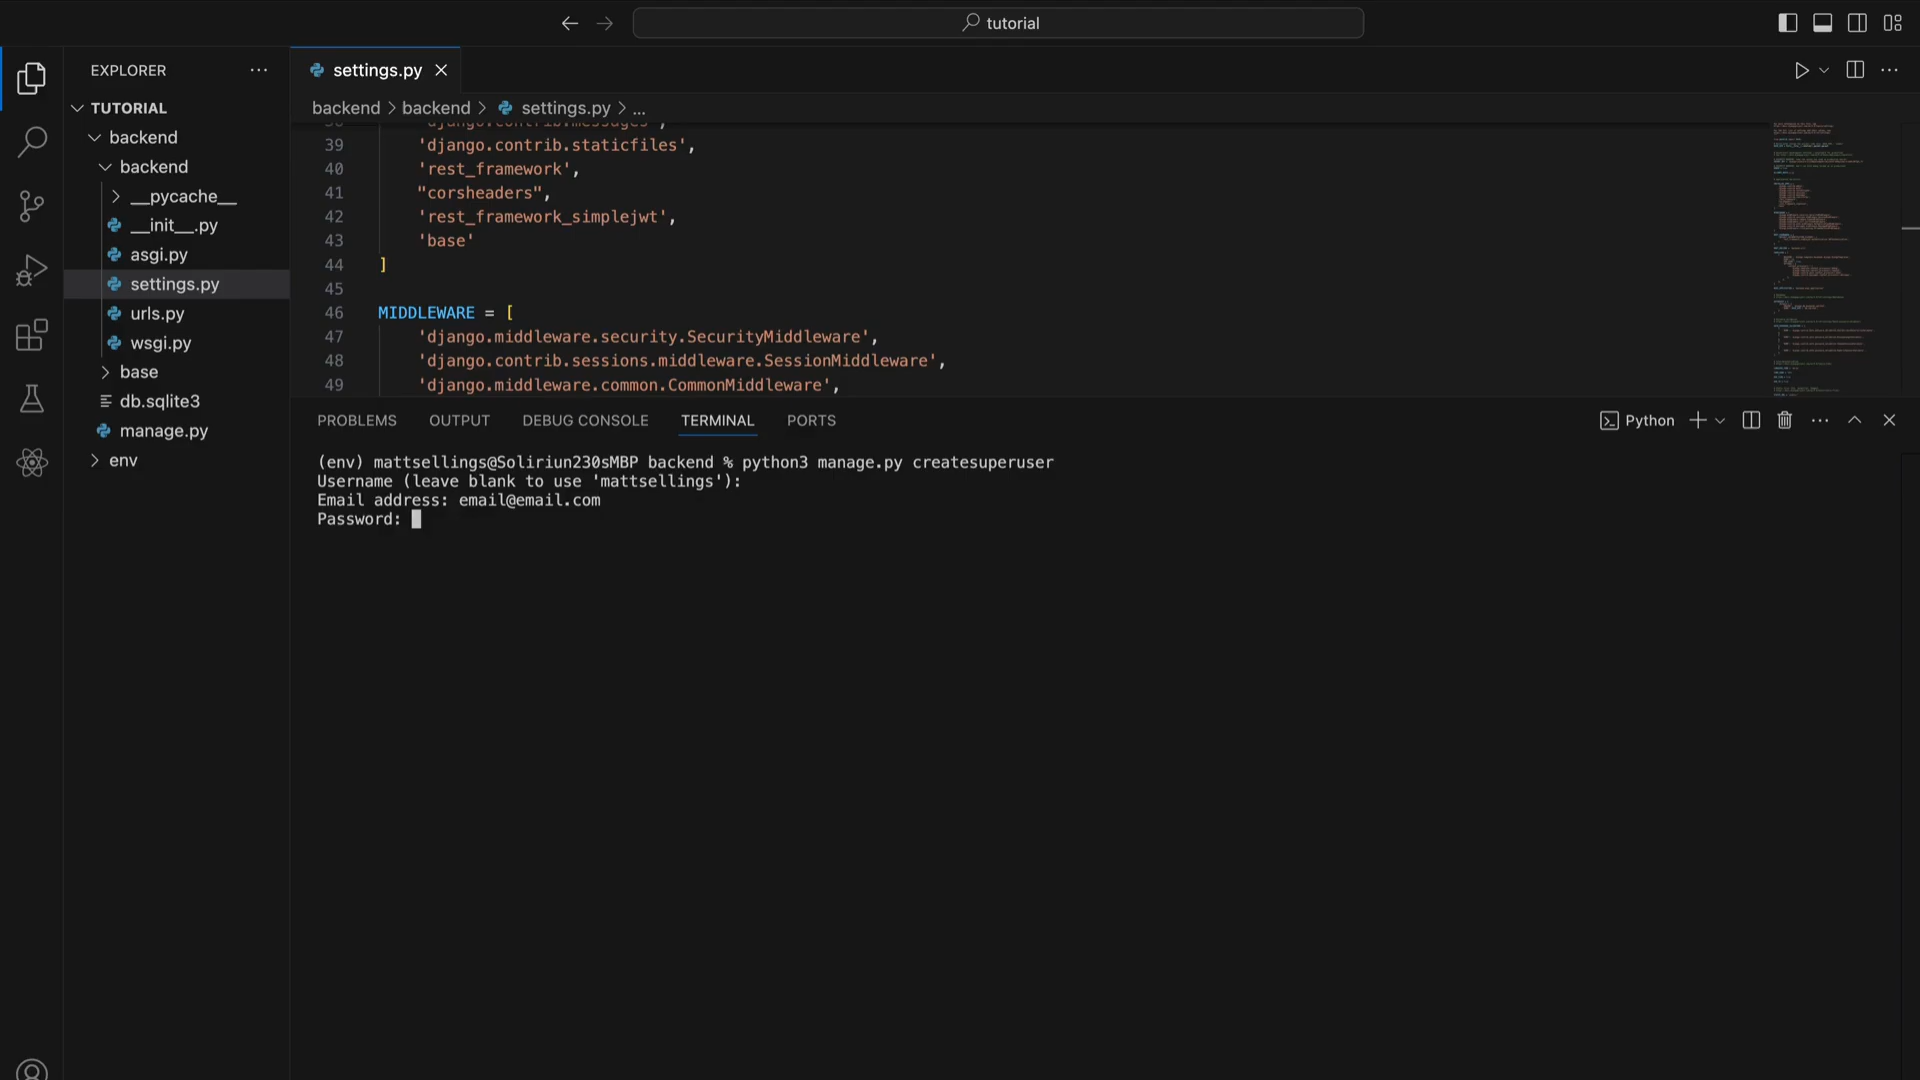 tutorial
EXPLORER
TUTORIAL
backend
backend
__pycache__
__init__.py
asgi.py
settings.py
urls.py
wsgi.py
base
db.sqlite3
manage.py
env
settings.py
backend > backend > settings.py > ...
39 'django.contrib.staticfiles',
40 'rest_framework',
41 "corsheaders",
42 'rest_framework_simplejwt',
43 'base'
44 ]
45
46 MIDDLEWARE = [
47 'django.middleware.security.SecurityMiddleware',
48 'django.contrib.sessions.middleware.SessionMiddleware',
49 'django.middleware.common.CommonMiddleware',
PROBLEMS OUTPUT DEBUG CONSOLE TERMINAL PORTS
Python
(env) mattsellings@Soliriun230sMBP backend % python3 manage.py createsuperuser
Username (leave blank to use 'mattsellings'):
Email address: email@email.com
Password: